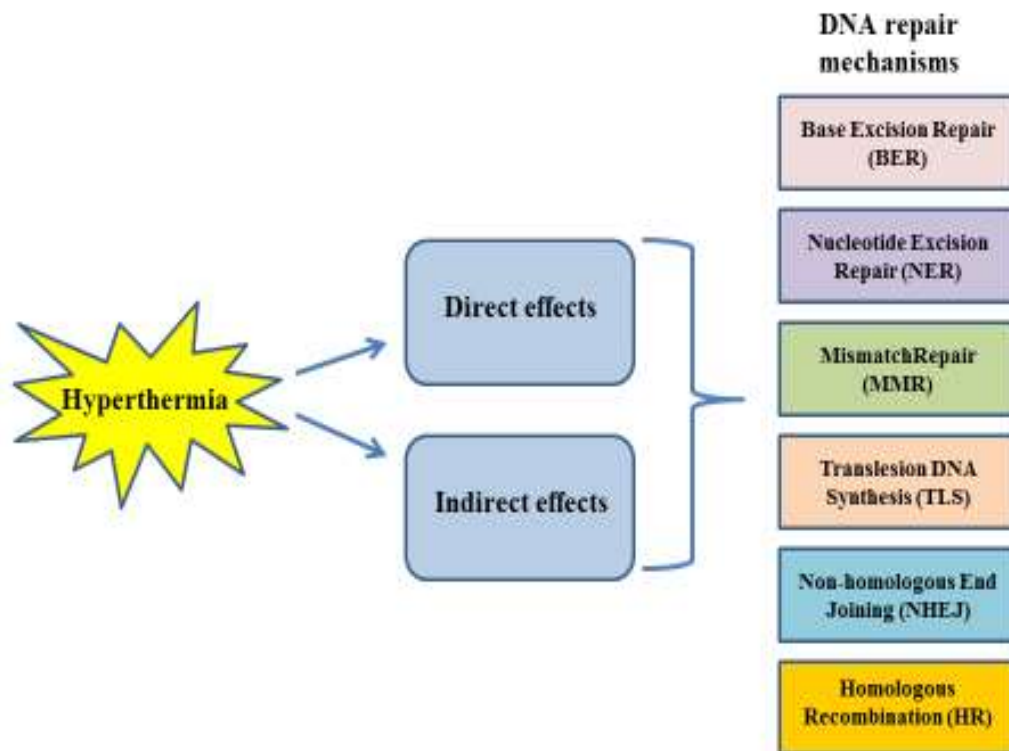 DNA repair
mechanisms
Base Excision Repair
(BER)
Nucleotide Excision
Repair (NER)
MismatchRepair
(MMR)
Translesion DNA
Synthesis (TLS)
Non-homologous End
Joining (NHEJ)
Homologous
Recombination (HR)
Direct effects
Hyperthermia
Indirect effects